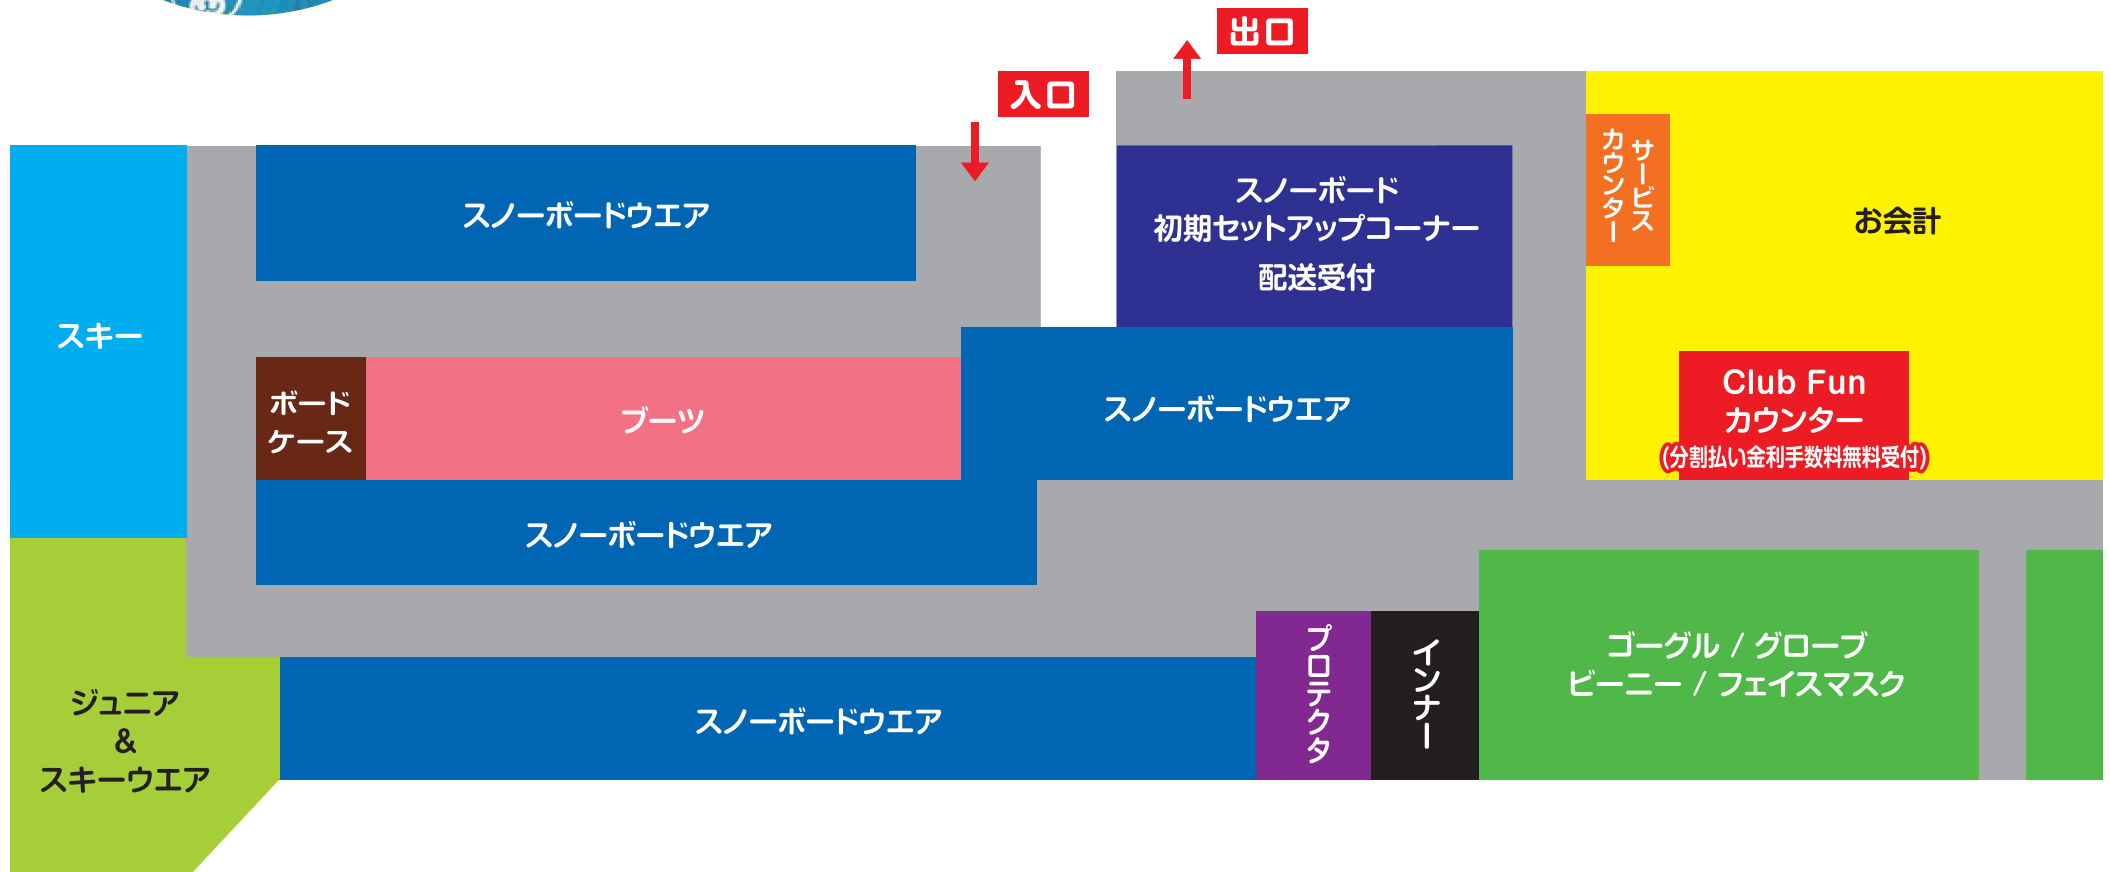 出口
入口
スノーボードウエア
スノーボード
初期セットアップコーナー
配送受付
サービス
カウンター
お会計
スキー
ボード
ケース
ブーツ
スノーボードウエア
Club Fun
カウンター
(分割払い金利手数料無料受付)
スノーボードウエア
プロテクタ
インナー
ゴーグル / グローブ
ビーニー / フェイスマスク
ジュニア
&
スキーウエア
スノーボードウエア